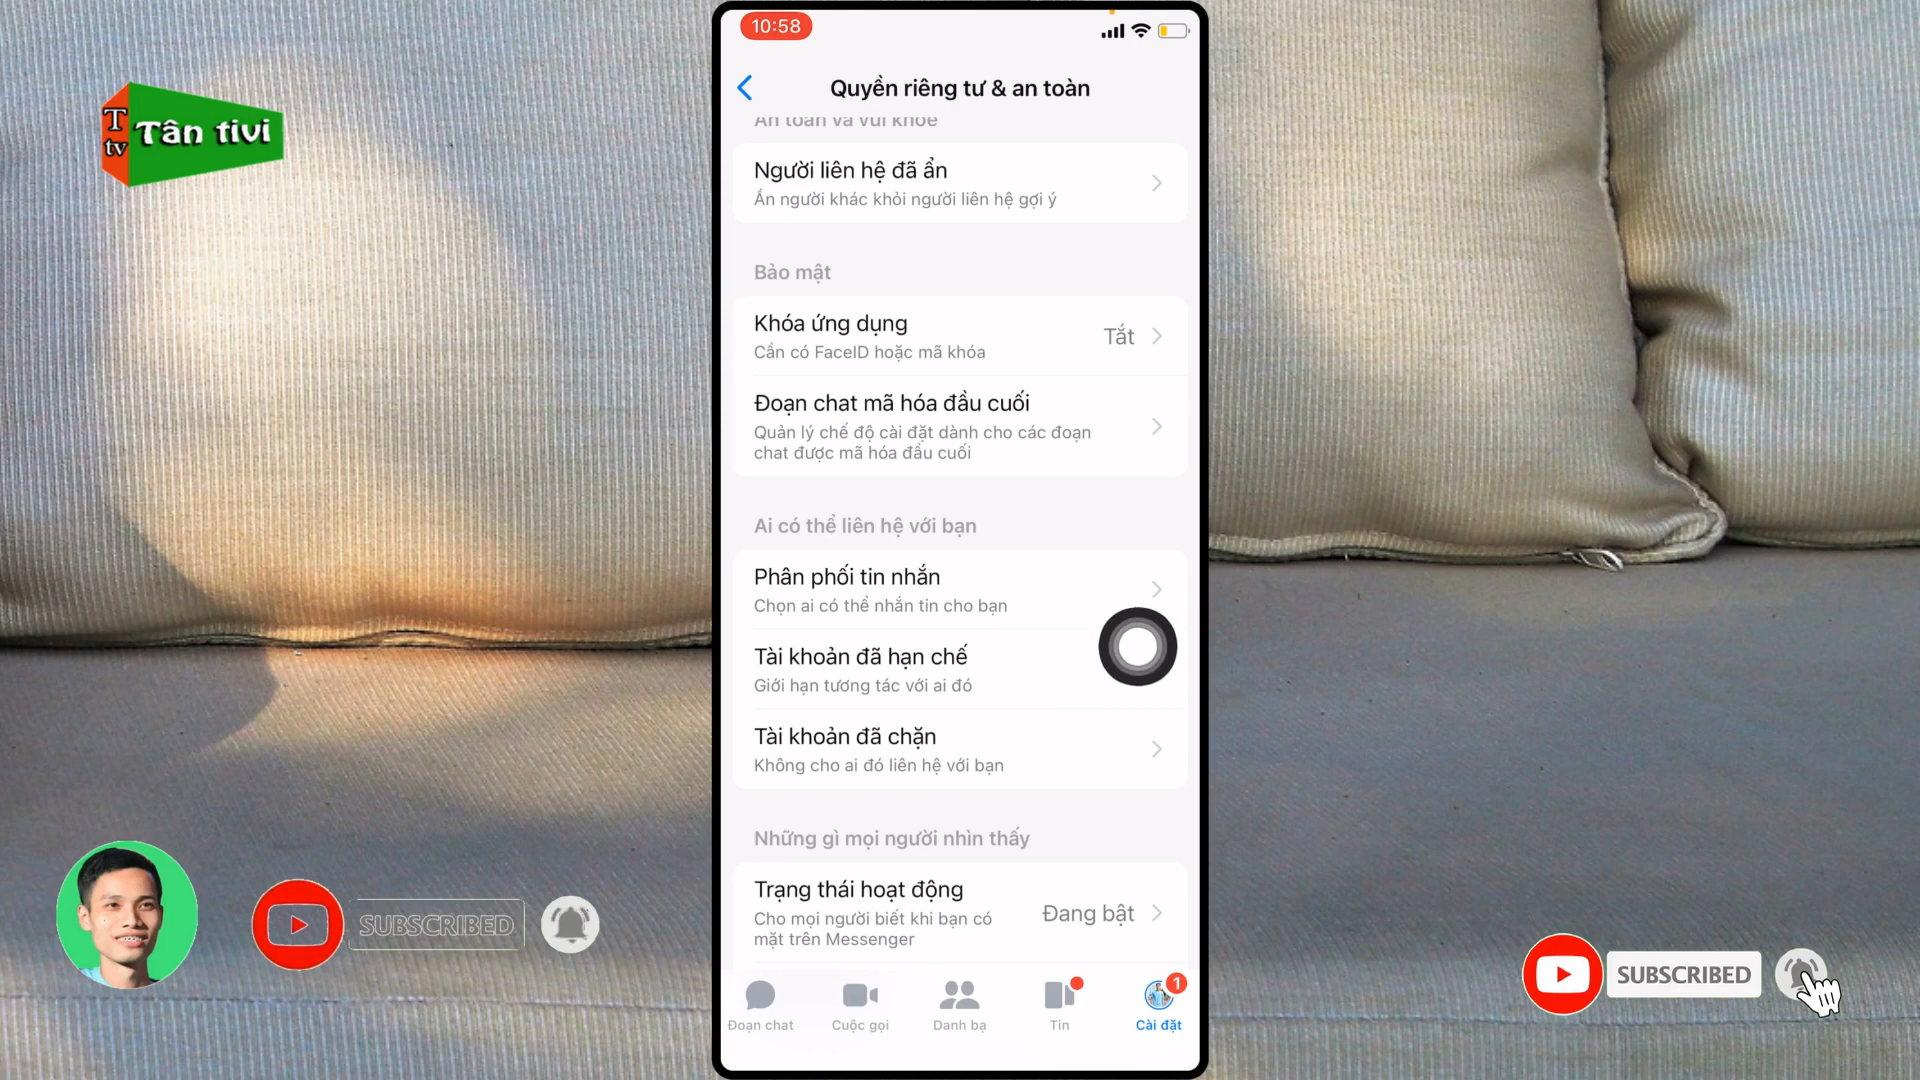 10:58
Quyền riêng tư & an toàn
An toàn và vui khỏe
Người liên hệ đã ẩn
Ẩn người khác khỏi người liên hệ gợi ý
Bảo mật
Khóa ứng dụng
Tắt
Cần có FaceID hoặc mã khóa
Đoạn chat mã hóa đầu cuối
Quản lý chế độ cài đặt dành cho các đoạn
chat được mã hóa đầu cuối
Ai có thể liên hệ với bạn
Phân phối tin nhắn
Chọn ai có thể nhắn tin cho bạn
Tài khoản đã hạn chế
Giới hạn tương tác với ai đó
Tài khoản đã chặn
Không cho ai đó liên hệ với bạn
Những gì mọi người nhìn thấy
Trạng thái hoạt động
Đang bật
Cho mọi người biết khi bạn có
mặt trên Messenger
1
Đoạn chat
Cuộc gọi
Danh bạ
Tin
Cài đặt
T
tv
Tân tivi
SUBSCRIBED
SUBSCRIBED